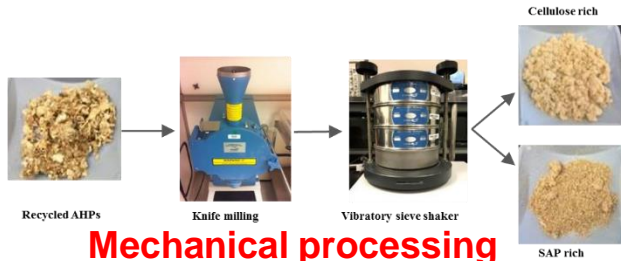 Cellulose rich
Recycled AHPs
Knife milling
Vibratory sieve shaker
SAP rich
Mechanical processing